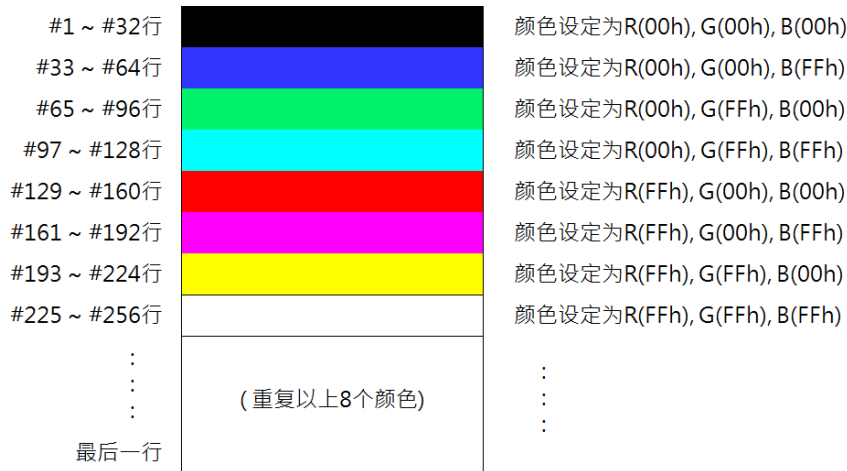 #1 ~ #32行 颜色设定为R(00h), G(00h), B(00h)
#33 ~ #64行 颜色设定为R(00h), G(00h), B(FFh)
#65 ~ #96行 颜色设定为R(00h), G(FFh), B(00h)
#97 ~ #128行 颜色设定为R(00h), G(FFh), B(FFh)
#129 ~ #160行 颜色设定为R(FFh), G(00h), B(00h)
#161 ~ #192行 颜色设定为R(FFh), G(00h), B(FFh)
#193 ~ #224行 颜色设定为R(FFh), G(FFh), B(00h)
#225 ~ #256行 颜色设定为R(FFh), G(FFh), B(FFh)
: :
: ( 重复以上8个颜色) :
: :
最后一行